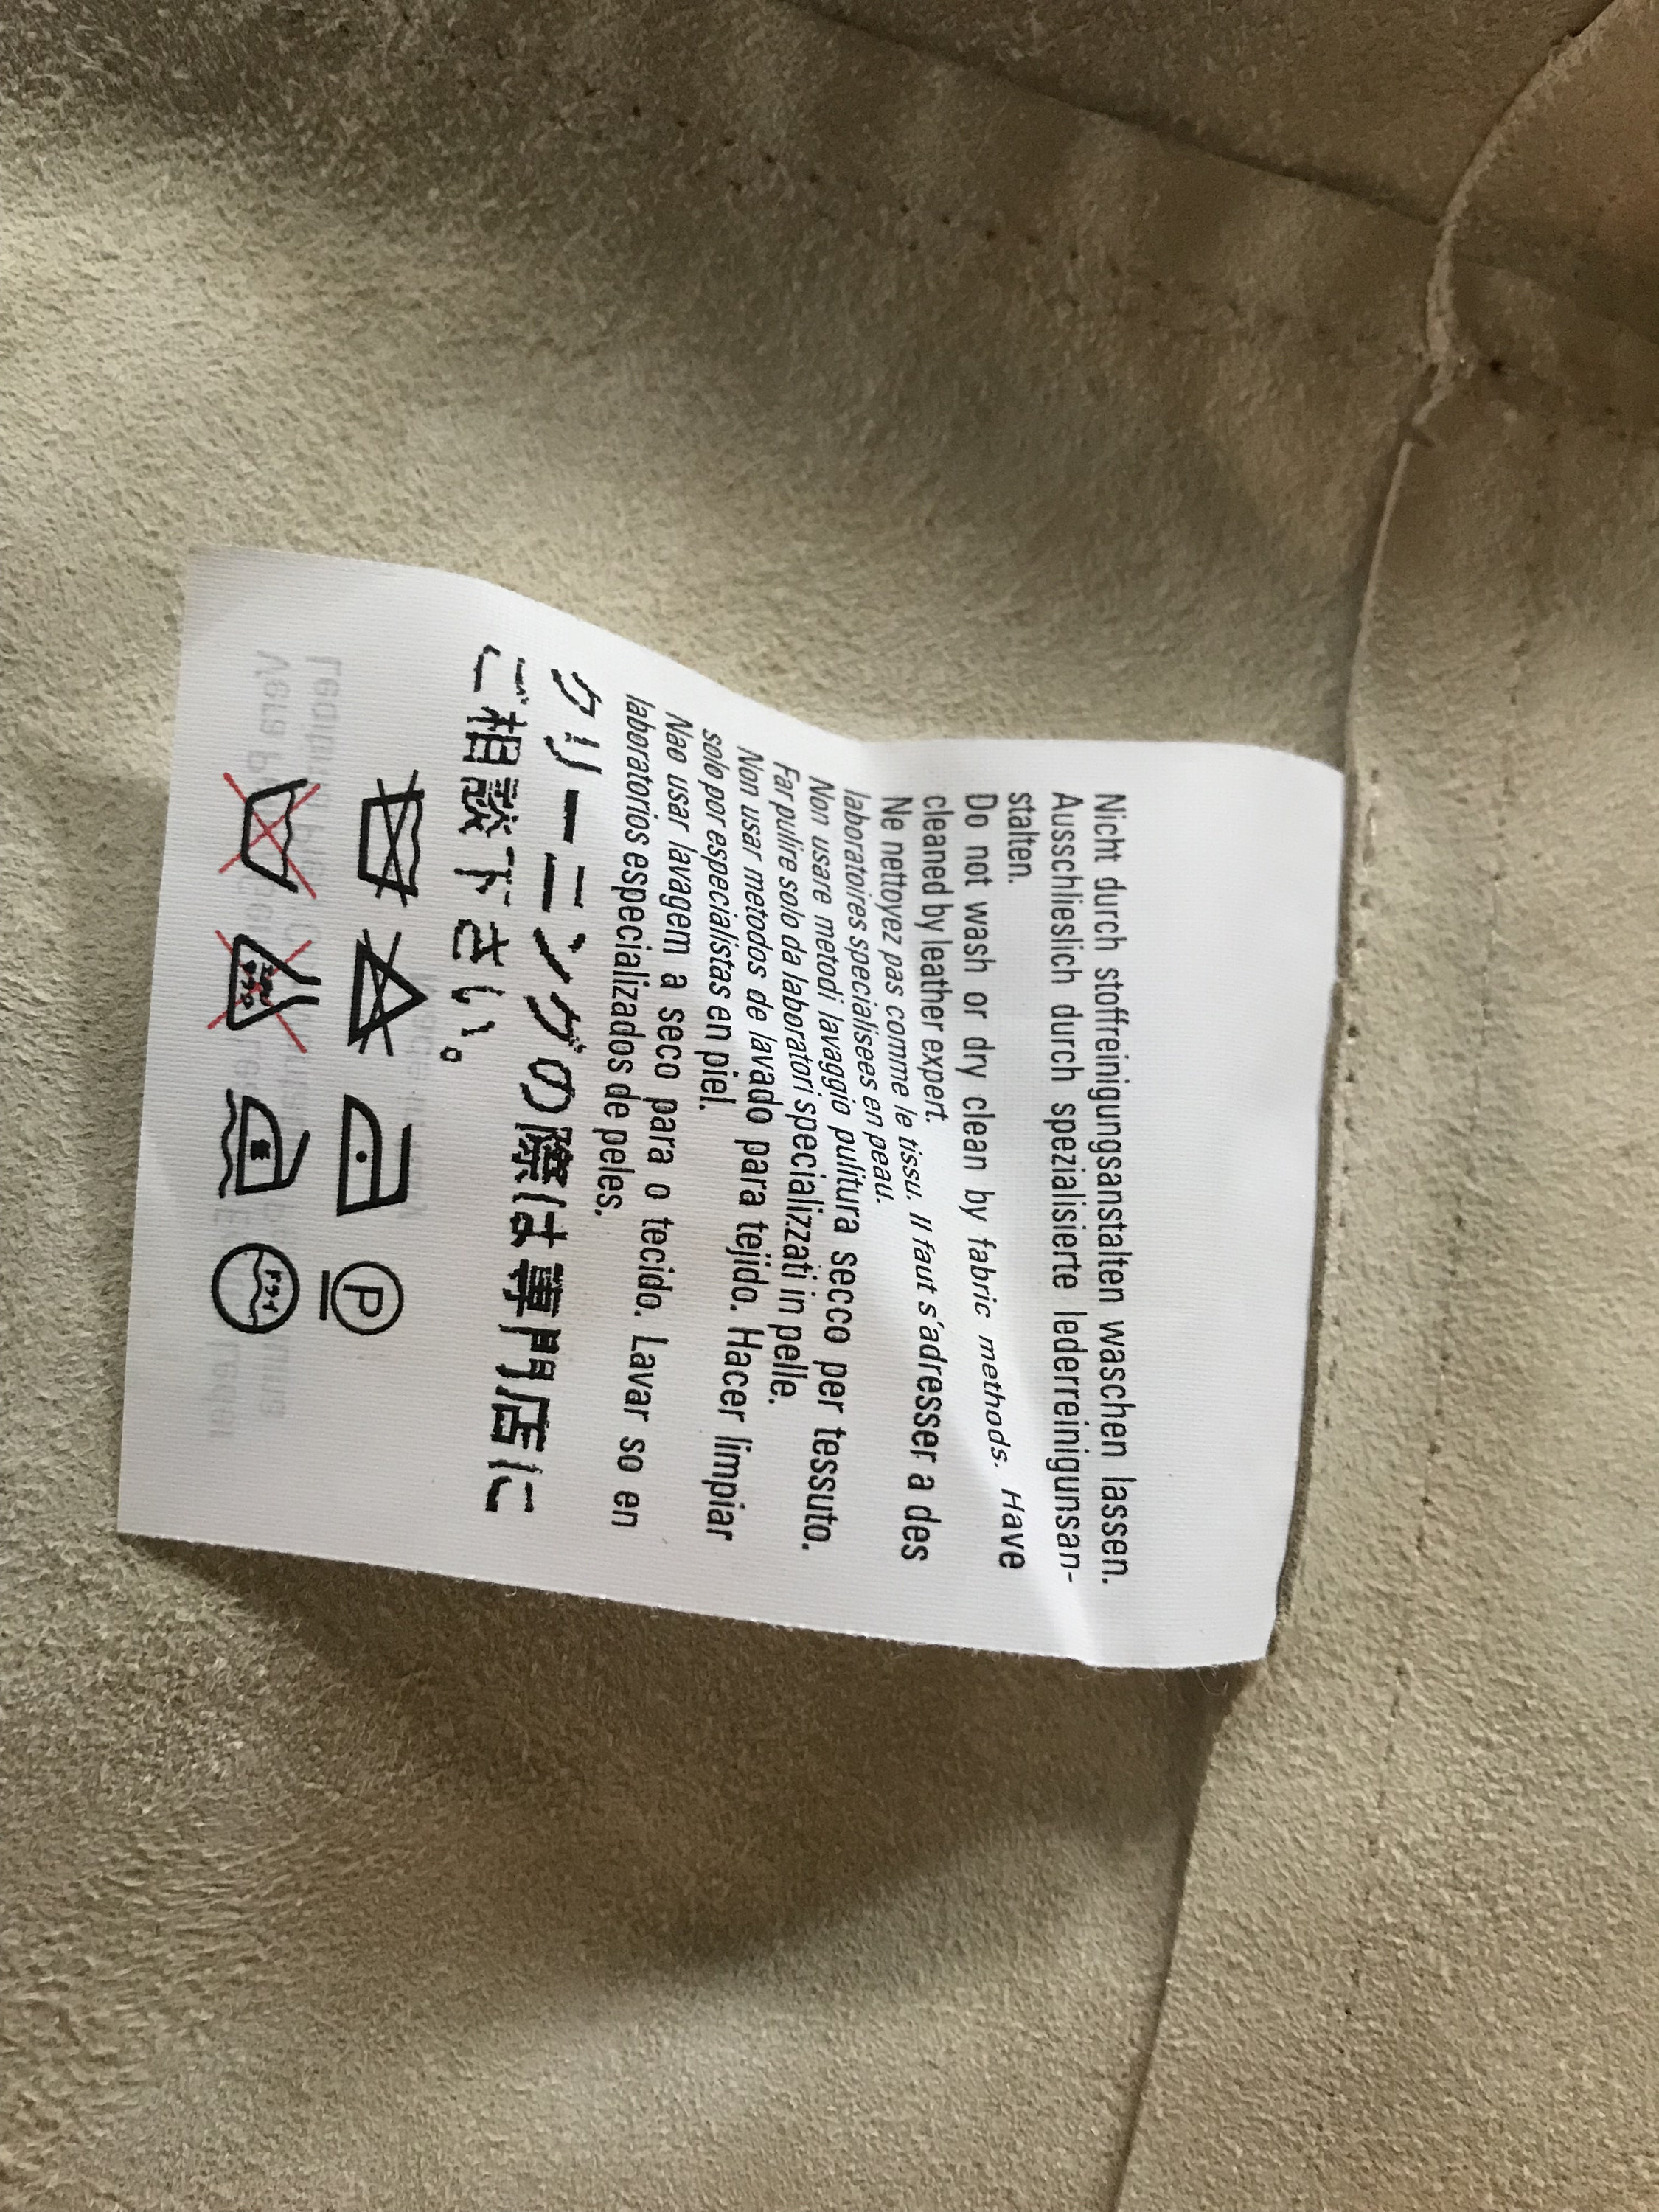 Nicht durch stoffreinigungsanstalten waschen lassen.
Ausschlieslich durch spezialisierte lederreinigunsan-
stalten.
Do not wash or dry clean by fabric methods. Have
cleaned by leather expert.
Ne nettoyez pas comme le tissu. Il faut s'adresser a des
laboratoires specialisees en peau.
Non usare metodi lavaggio pulitura secco per tessuto.
Far pulire solo da laboratori specializzati in pelle.
Non usar metodos de lavado para tejido. Hacer limpiar
solo por especialistas en piel.
Nao usar lavagem a seco para o tecido. Lavar so en
laboratorios especializados de peles.
クリーニングの際は専門店に
ご相談下さい。
P
ドライ